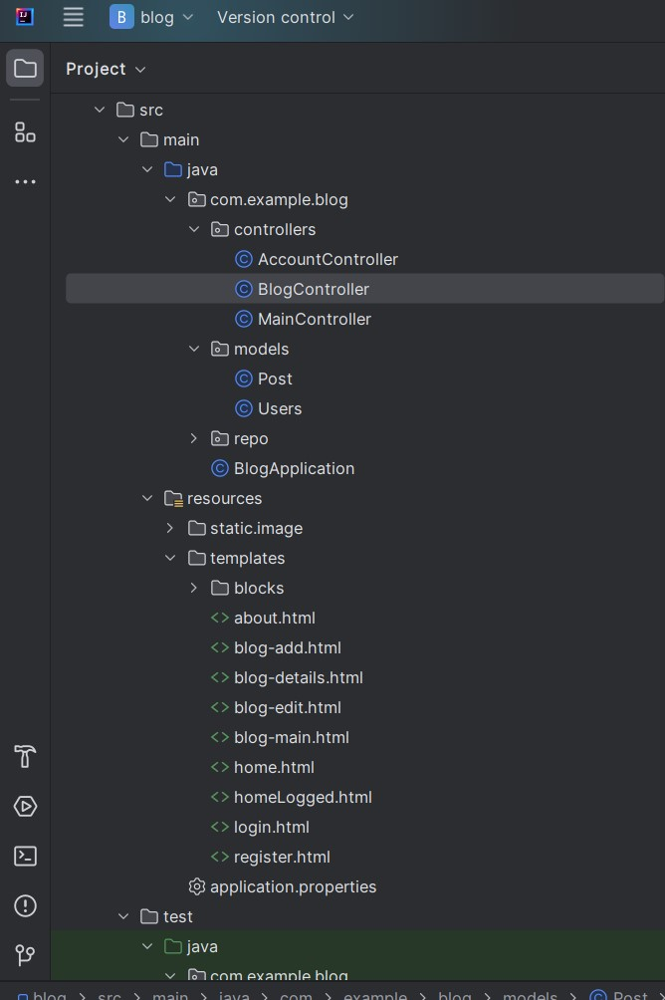 IJ B blog Version control
Project
src
main
java
com.example.blog
controllers
C AccountController
C BlogController
C MainController
models
C Post
C Users
repo
C BlogApplication
resources
static.image
templates
blocks
<> about.html
<> blog-add.html
<> blog-details.html
<> blog-edit.html
<> blog-main.html
<> home.html
<> homeLogged.html
<> login.html
<> register.html
application.properties
test
java
com.example.blog
blog > src > main > java > com > example > blog > models > C Post >